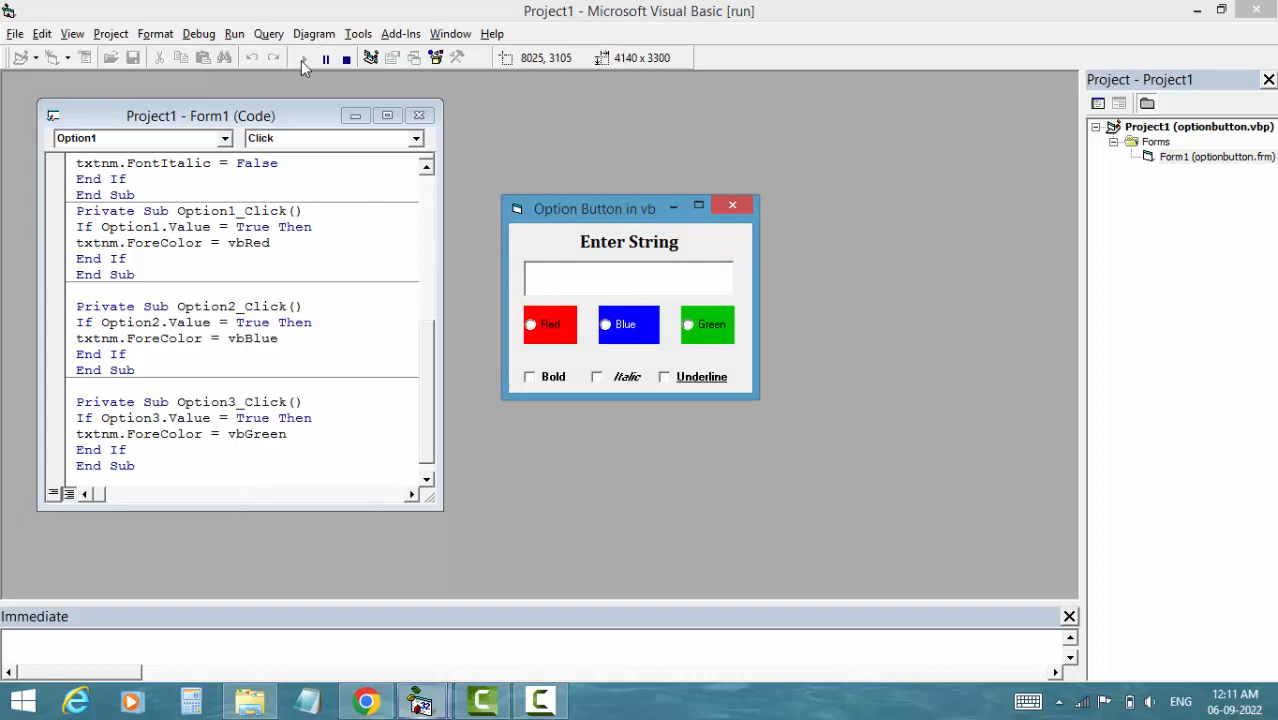 Project1 - Microsoft Visual Basic [run]
File Edit View Project Format Debug Run Query Diagram Tools Add-Ins Window Help
8025, 3105 4140 x 3300
Project - Project1
Project1 - Form1 (Code)
Option1 Click
txtnm.FontItalic = False
End If
End Sub
Private Sub Option1_Click()
If Option1.Value = True Then
txtnm.ForeColor = vbRed
End If
End Sub
Private Sub Option2_Click()
If Option2.Value = True Then
txtnm.ForeColor = vbBlue
End If
End Sub
Private Sub Option3_Click()
If Option3.Value = True Then
txtnm.ForeColor = vbGreen
End If
End Sub
Option Button in vb
Enter String
Red Blue Green
Bold Italic Underline
Project1 (optionbutton.vbp)
Forms
Form1 (optionbutton.frm)
Immediate
ENG
12:11 AM
06-09-2022